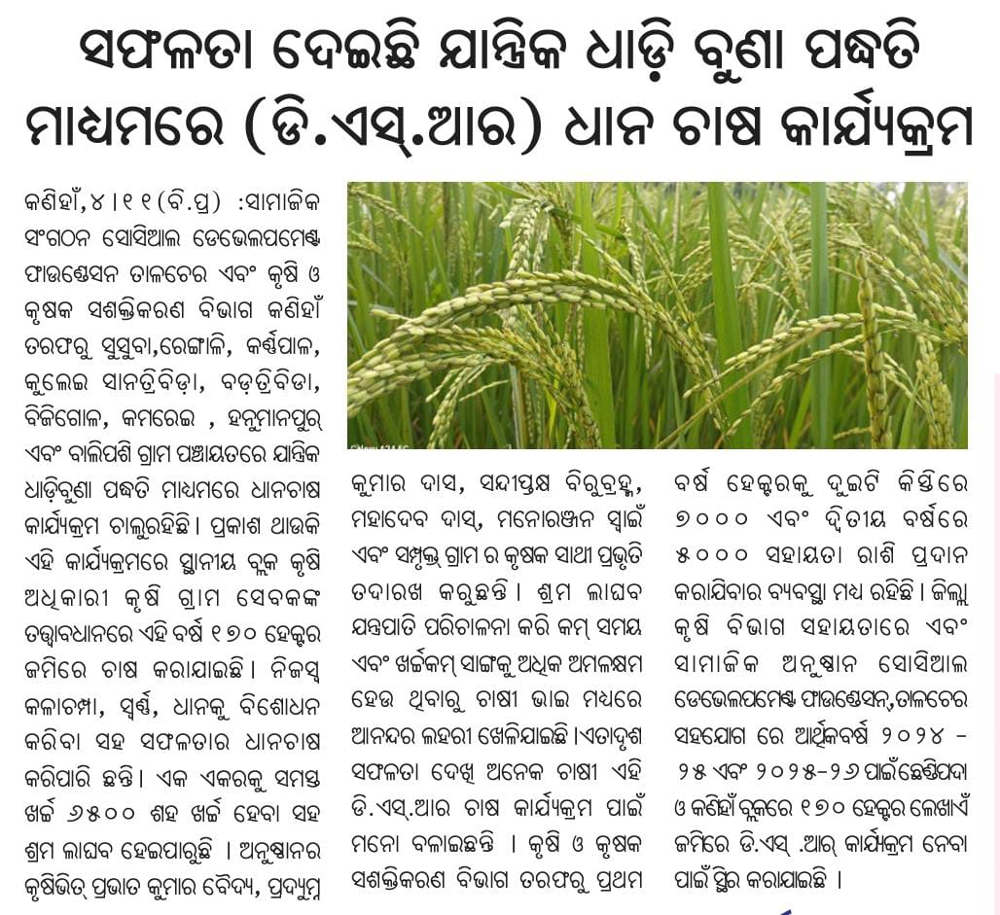 ସଫଳତା ଦେଇଛି ଯାନ୍ତ୍ରିକ ଧାଡ଼ି ବୁଣା ପଦ୍ଧତି
ମାଧ୍ୟମରେ (ଡି.ଏସ୍.ଆର) ଧାନ ଚାଷ କାର୍ଯ୍ୟକ୍ରମ
କଣିହାଁ,୪।୧୧(ବି.ପ୍ର) :ସାମାଜିକ
ସଂଗଠନ ସୋସିଆଲ ଡେଭେଲପମେଣ୍ଟ
ଫାଉଣ୍ଡେସନ ତାଳଚେର ଏବଂ କୃଷି ଓ
କୃଷକ ସଶକ୍ତିକରଣ ବିଭାଗ କଣିହାଁ
ତରଫରୁ ସୁସୁବା,ରେଙ୍ଗାଳି, କର୍ଣ୍ଣପାଳ,
କୁଲେଇ ସାନତ୍ରିବିଡ଼ା, ବଡ଼ତ୍ରିବିଡା,
ବିଜିଗୋଳ, କମରେଇ , ହନୁମାନପୁର୍
ଏବଂ ବାଲିପଶି ଗ୍ରାମ ପଞ୍ଚାୟତରେ ଯାନ୍ତିକ
ଧାଡ଼ିବୁଣା ପଦ୍ଧତି ମାଧ୍ୟମରେ ଧାନଚାଷ
କାର୍ଯ୍ୟକ୍ରମ ଚାଲୁରହିଛି। ପ୍ରକାଶ ଥାଉକି
ଏହି କାର୍ଯ୍ୟକ୍ରମରେ ସ୍ଥାନୀୟ ବ୍ଲକ କୃଷି
ଅଧିକାରୀ କୃଷି ଗ୍ରାମ ସେବକଙ୍କ
ତତ୍ତ୍ୱାବଧାନରେ ଏହି ବର୍ଷ ୧୭୦ ହେକ୍ଟର
ଜମିରେ ଚାଷ କରାଯାଇଛି। ନିଜସ୍ୱ
କଳାଚମ୍ପା, ସ୍ୱର୍ଣ୍ଣ, ଧାନକୁ ବିଶୋଧନ
କରିବା ସହ ସଫଳତାର ଧାନଚାଷ
କରିପାରି ଛନ୍ତି। ଏକ ଏକରକୁ ସମସ୍ତ
ଖର୍ଚ୍ଚ ୬୫୦୦ ଶହ ଖର୍ଚ୍ଚ ହେବା ସହ
ଶ୍ରମ ଲାଘବ ହେଇପାରୁଛି । ଅନୁଷ୍ଠାନର
କୃଷିଭିତ୍ ପ୍ରଭାତ କୁମାର ବୈଦ୍ୟ, ପ୍ରଦ୍ୟୁମ୍ନ
କୁମାର ଦାସ, ସନ୍ଦୀପ୍ତକ୍ଷ ବିରୁବ୍ରହ୍ମ,
ମହାଦେବ ଦାସ୍, ମନୋରଞ୍ଜନ ସ୍ୱାଇଁ
ଏବଂ ସମ୍ପୃକ୍ତ ଗ୍ରାମ ର କୃଷକ ସାଥୀ ପ୍ରଭୃତି
ତଦାରଖ କରୁଛନ୍ତି। ଶ୍ରମ ଲାଘବ
ଯନ୍ତ୍ରପାତି ପରିଚାଳନା କରି କମ୍ ସମୟ
ଏବଂ ଖର୍ଚ୍ଚକମ୍ ସାଙ୍ଗକୁ ଅଧିକ ଅମଳକ୍ଷମ
ହେଉ ଥିବାରୁ ଚାଷୀ ଭାଇ ମଧ୍ୟରେ
ଆନନ୍ଦର ଲହରୀ ଖେଳିଯାଇଛି ।ଏତାଦୃଶ
ସଫଳତା ଦେଖି ଅନେକ ଚାଷୀ ଏହି
ଡି.ଏସ୍.ଆର ଚାଷ କାର୍ଯ୍ୟକ୍ରମ ପାଇଁ
ମନୋ ବଳାଇଛନ୍ତି । କୃଷି ଓ କୃଷକ
ସଶକ୍ତିକରଣ ବିଭାଗ ତରଫରୁ ପ୍ରଥମ
ବର୍ଷ ହେକ୍ଟରକୁ ଦୁଇଟି କିସ୍ତିରେ
୭୦୦୦ ଏବଂ ଦ୍ୱିତୀୟ ବର୍ଷରେ
୫୦୦୦ ସହାୟତା ରାଶି ପ୍ରଦାନ
କରାଯିବାର ବ୍ୟବସ୍ଥା ମଧ୍ୟ ରହିଛି। ଜିଲ୍ଲା
କୃଷି ବିଭାଗ ସହାୟତାରେ ଏବଂ
ସାମାଜିକ ଅନୁଷ୍ଠାନ ସୋସିଆଲ
ଡେଭେଲପମେଣ୍ଟ ଫାଉଣ୍ଡେସନ୍,ତାଳଚେର
ସହଯୋଗ ରେ ଆର୍ଥିକବର୍ଷ ୨୦୨୪ –
୨୫ ଏବଂ ୨୦୨୫-୨୬ ପାଇଁ ଛେଣ୍ଡିପଦା
ଓ କଣିହାଁ ବ୍ଲକରେ ୧୭୦ ହେକ୍ଟର ଲେଖାଏଁ
ଜମିରେ ଡି.ଏସ୍ .ଆର୍ କାର୍ଯ୍ୟକ୍ରମ ନେବା
ପାଇଁ ସ୍ଥିର କରାଯାଇଛି ।